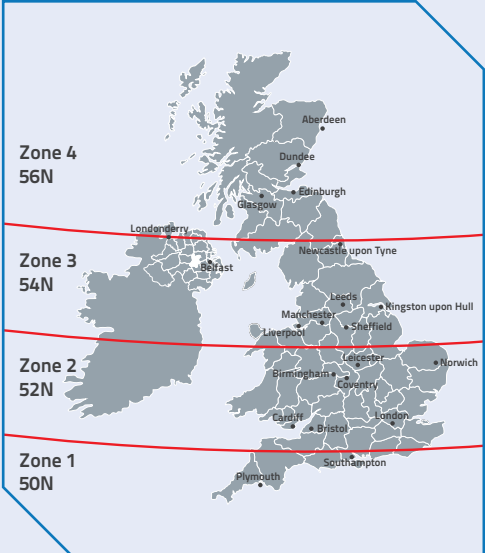 Aberdeen
Zone 4
56N
Dundee
Edinburgh
Glasgow
Londonderry
Newcastle upon Tyne
Zone 3
54N
Belfast
Leeds
Kingston upon Hull
Manchester
Sheffield
Liverpool
Zone 2
52N
Leicester
Norwich
Birmingham
Coventry
Cardiff
London
Bristol
Zone 1
50N
Southampton
Plymouth